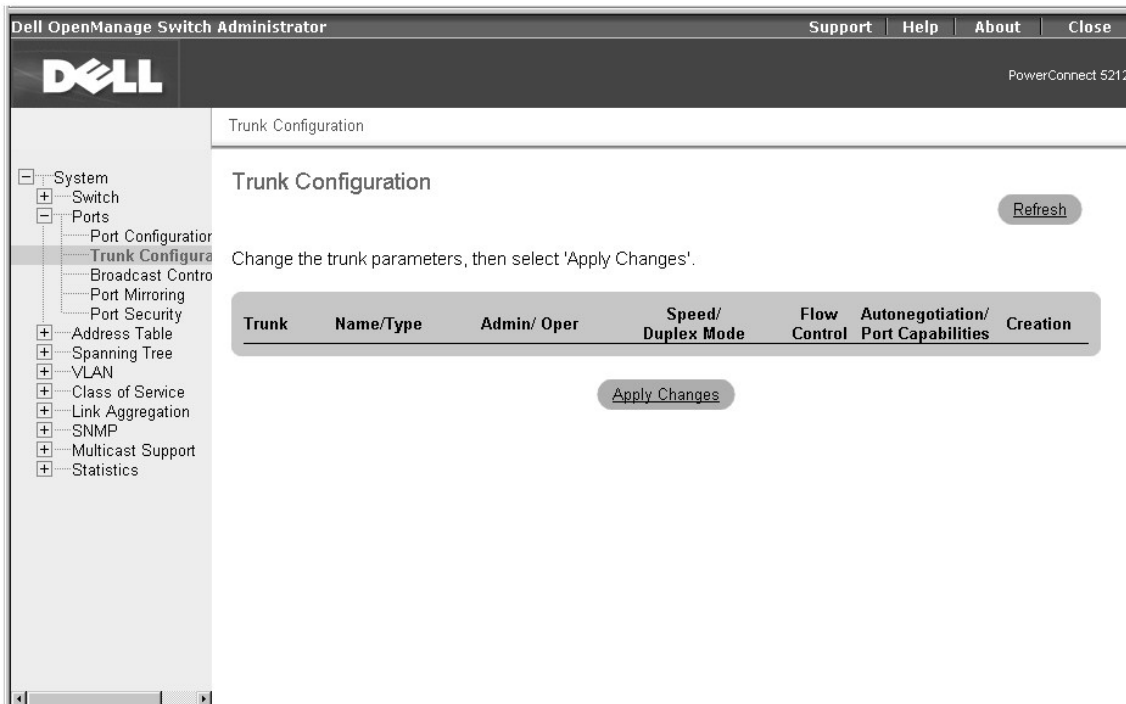 Dell OpenManage Switch Administrator
Support | Help | About | Close
DELL
PowerConnect 5212
Trunk Configuration
System
Switch
Ports
Port Configuration
Trunk Configura
Broadcast Contro
Port Mirroring
Port Security
Address Table
Spanning Tree
VLAN
Class of Service
Link Aggregation
SNMP
Multicast Support
Statistics
Trunk Configuration
Refresh
Change the trunk parameters, then select 'Apply Changes'.
Trunk Name/Type Admin/ Oper Speed/ Duplex Mode Flow Control Autonegotiation/ Port Capabilities Creation
Apply Changes